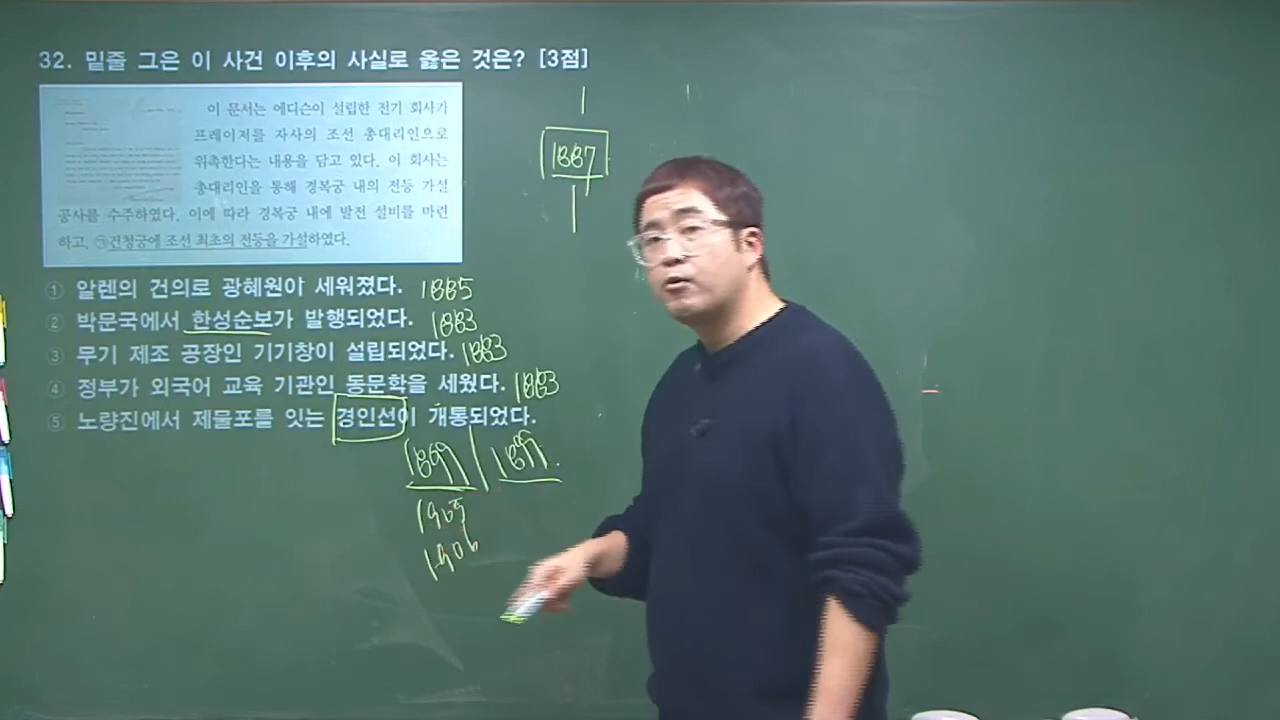 32. 밑줄 그은 이 사건 이후의 사실로 옳은 것은? [3점]
이 문서는 에디슨이 설립한 전기 회사가
프레이저를 자사의 조선 총대리인으로
위촉한다는 내용을 담고 있다. 이 회사는
총대리인을 통해 경복궁 내의 전등 가설
공사를 수주하였다. 이에 따라 경복궁 내에 발전 설비를 마련
하고, ㉠건청궁에 조선 최초의 전등을 가설하였다.
1887
① 알렌의 건의로 광혜원이 세워졌다. 1885
② 박문국에서 한성순보가 발행되었다. 1883
③ 무기 제조 공장인 기기창이 설립되었다. 1883
④ 정부가 외국어 교육 기관인 동문학을 세웠다. 1883
⑤ 노량진에서 제물포를 잇는 경인선이 개통되었다.
1899
1905
1906